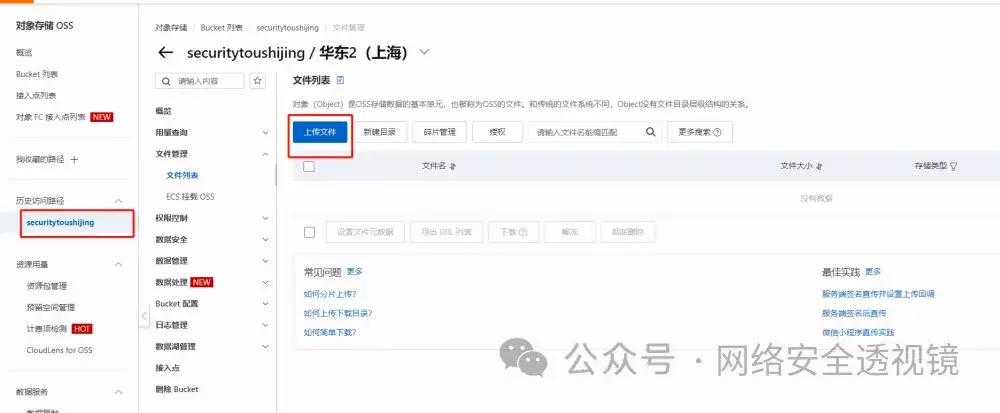 对象存储 OSS
概览
Bucket 列表
接入点列表
对象 FC 接入点列表 NEW
我收藏的路径 +
历史访问路径
securitytoushijing
资源用量
资源包管理
预留空间管理
计费项检测 HOT
CloudLens for OSS
数据服务
对象存储 / Bucket 列表 / securitytoushijing / 文件管理
← securitytoushijing / 华东2（上海）
请输入内容
概览
用量查询
文件管理
文件列表
ECS 挂载 OSS
权限控制
数据安全
数据管理
数据处理 NEW
Bucket 配置
日志管理
数据湖管理
接入点
删除 Bucket
文件列表
对象（Object）是OSS存储数据的基本单元，也被称为OSS的文件。和传统的文件系统不同，Object没有文件目录层级结构的关系。
上传文件 新建目录 碎片管理 授权 请输入文件名前缀匹配 更多搜索
文件名 文件大小 存储类型
没有数据
设置文件元数据 导出 URL 列表 下载 解冻 彻底删除
常见问题 更多
如何分片上传？
如何上传下载目录？
如何简单下载？
最佳实践 更多
服务端签名直传并设置上传回调
服务端签名后直传
微信小程序直传实践
公众号 · 网络安全透视镜